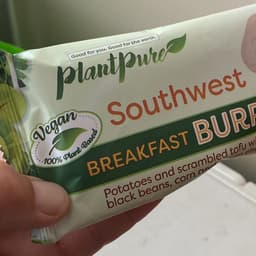 Good for you. Good for the world.
PlantPure
Southwest
Vegan
100% Plant-Based
BREAKFAST BURR
Potatoes and scrambled tofu w
black beans, corn